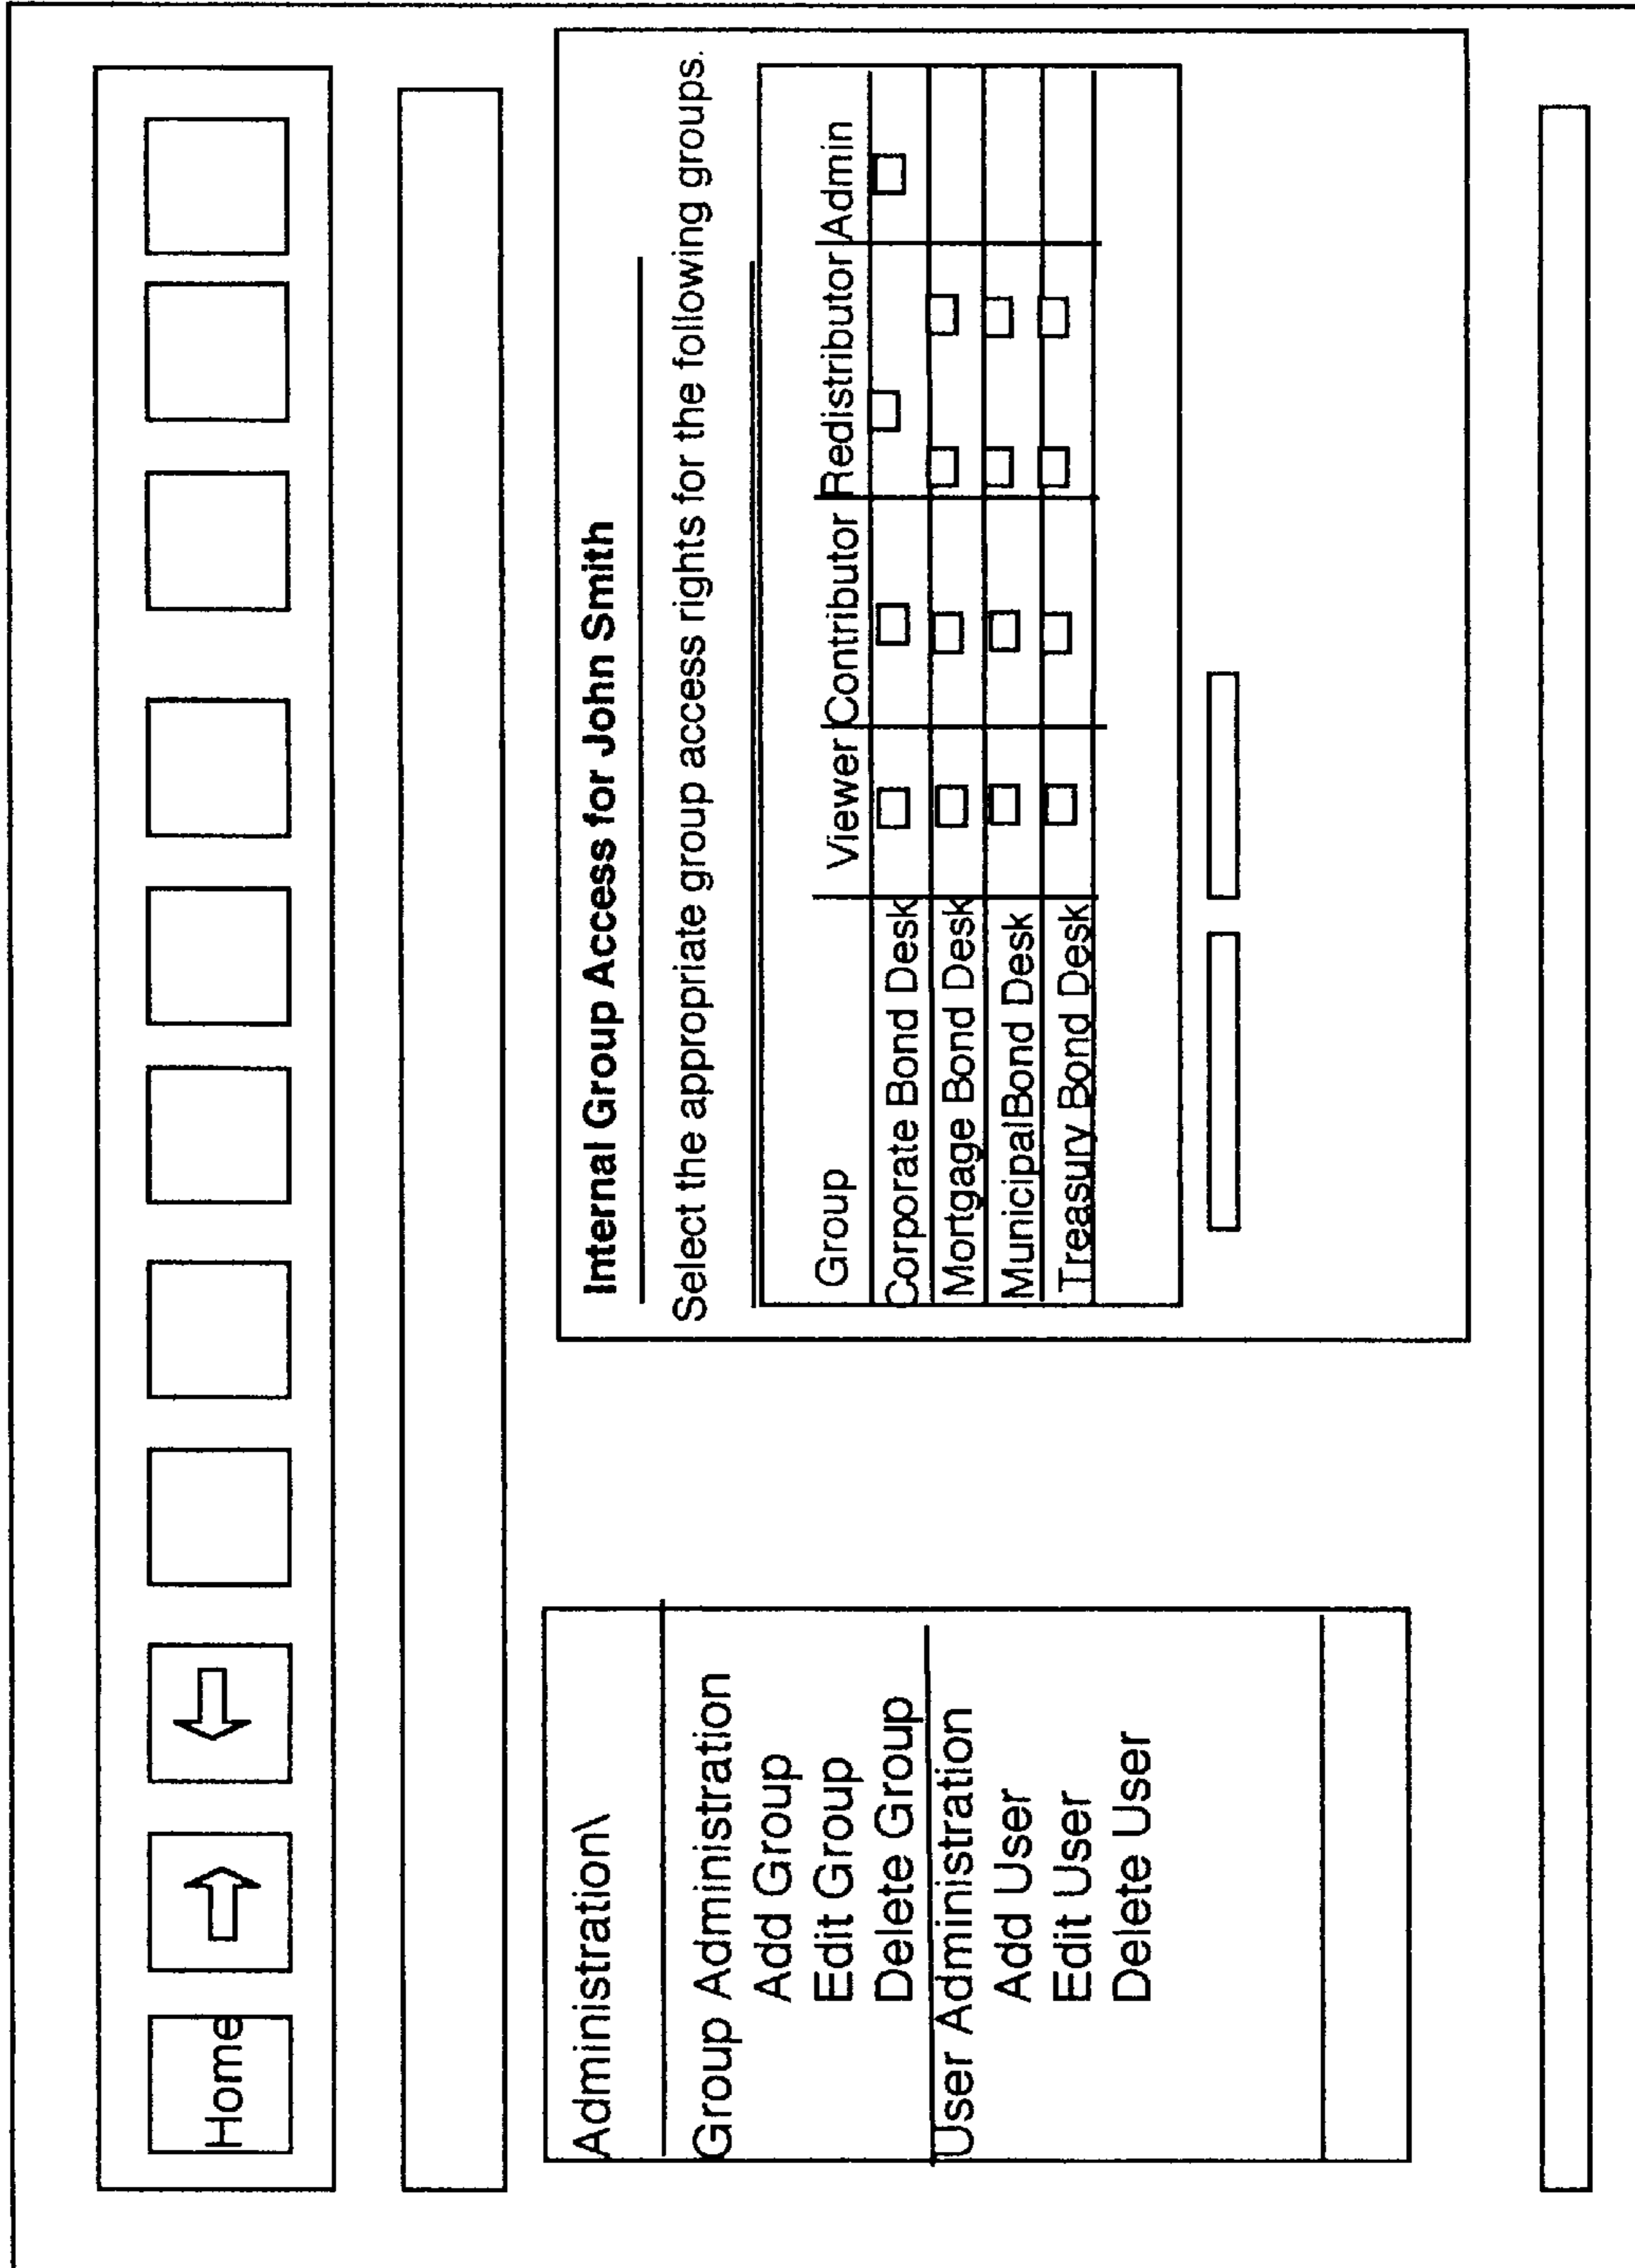 Home
Administration\
Group Administration
Add Group
Edit Group
Delete Group
User Administration
Add User
Edit User
Delete User
Internal Group Access for John Smith
Select the appropriate group access rights for the following groups.
Group Viewer Contributor Redistributor Admin
Corporate Bond Desk
Mortgage Bond Desk
MunicipalBond Desk
Treasury Bond Desk